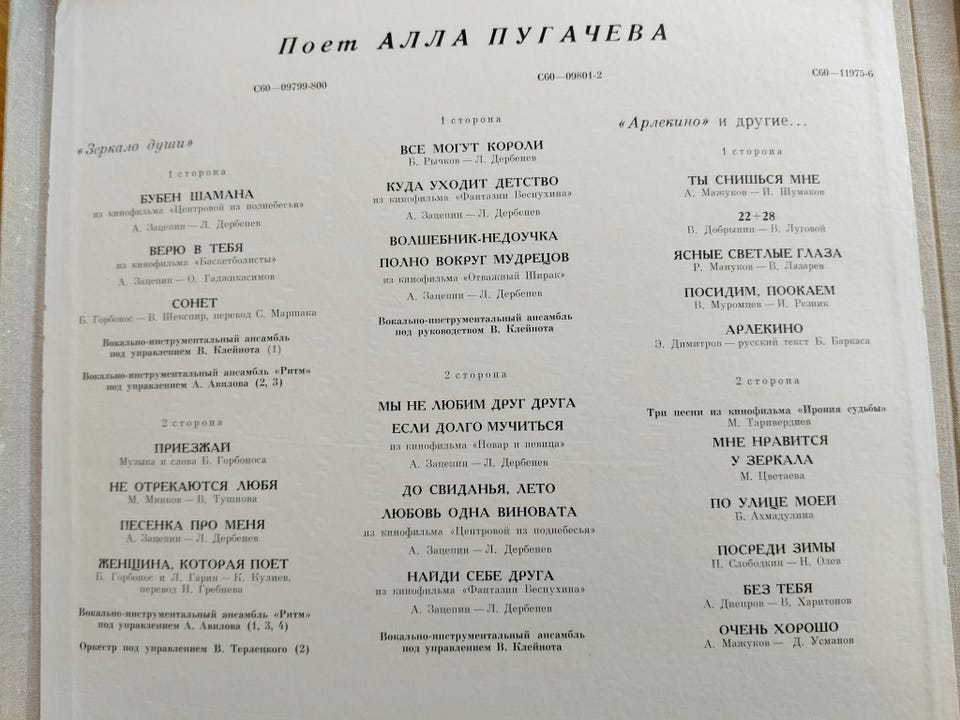 Поет АЛЛА ПУГАЧЕВА
С60—09799-800
«Зеркало души»
1 сторона
БУБЕН ШАМАНА
из кинофильма «Центровой из поднебесья»
А. Зацепин — Л. Дербенев
ВЕРЮ В ТЕБЯ
из кинофильма «Баскетболисты»
А. Зацепин — О. Гаджикасимов
СОНЕТ
Б. Горбонос — В. Шекспир, перевод С. Маршака
Вокально-инструментальный ансамбль
под управлением В. Клейнота (1)
Вокально-инструментальный ансамбль «Ритм»
под управлением А. Авилова (2, 3)
2 сторона
ПРИЕЗЖАЙ
Музыка и слова Б. Горбоноса
НЕ ОТРЕКАЮТСЯ ЛЮБЯ
М. Минков — В. Тушнова
ПЕСЕНКА ПРО МЕНЯ
А. Зацепин — Л. Дербенев
ЖЕНЩИНА, КОТОРАЯ ПОЕТ
Б. Горбонос и Л. Гарин — К. Кулиев,
перевод Н. Гребнева
Вокально-инструментальный ансамбль «Ритм»
под управлением А. Авилова (1, 3, 4)
Оркестр под управлением В. Терлецкого (2)
С60—09801-2
1 сторона
ВСЕ МОГУТ КОРОЛИ
Б. Рычков — Л. Дербенев
КУДА УХОДИТ ДЕТСТВО
из кинофильма «Фантазии Веснухина»
А. Зацепин — Л. Дербенев
ВОЛШЕБНИК-НЕДОУЧКА
ПОЛНО ВОКРУГ МУДРЕЦОВ
из кинофильма «Отважный Ширак»
А. Зацепин — Л. Дербенев
Вокально-инструментальный ансамбль
под руководством В. Клейнота
2 сторона
МЫ НЕ ЛЮБИМ ДРУГ ДРУГА
ЕСЛИ ДОЛГО МУЧИТЬСЯ
из кинофильма «Повар и певица»
А. Зацепин — Л. Дербенев
ДО СВИДАНЬЯ, ЛЕТО
ЛЮБОВЬ ОДНА ВИНОВАТА
из кинофильма «Центровой из поднебесья»
А. Зацепин — Л. Дербенев
НАЙДИ СЕБЕ ДРУГА
из кинофильма «Фантазии Веснухина»
А. Зацепин — Л. Дербенев
Вокально-инструментальный ансамбль
под управлением В. Клейнота
С60—11975-6
«Арлекино» и другие...
1 сторона
ТЫ СНИШЬСЯ МНЕ
А. Мажуков — И. Шуманов
22+28
В. Добрынин — В. Луговой
ЯСНЫЕ СВЕТЛЫЕ ГЛАЗА
Р. Мануков — В. Лазарев
ПОСИДИМ, ПООКАЕМ
В. Муромцев — И. Резник
АРЛЕКИНО
Э. Димитров — русский текст Б. Баркаса
2 сторона
Три песни из кинофильма «Ирония судьбы»
М. Таривердиев
МНЕ НРАВИТСЯ
У ЗЕРКАЛА
М. Цветаева
ПО УЛИЦЕ МОЕЙ
Б. Ахмадулина
ПОСРЕДИ ЗИМЫ
П. Слободкин — Н. Олев
БЕЗ ТЕБЯ
А. Днепров — В. Харитонов
ОЧЕНЬ ХОРОШО
А. Мажуков — Д. Усманов